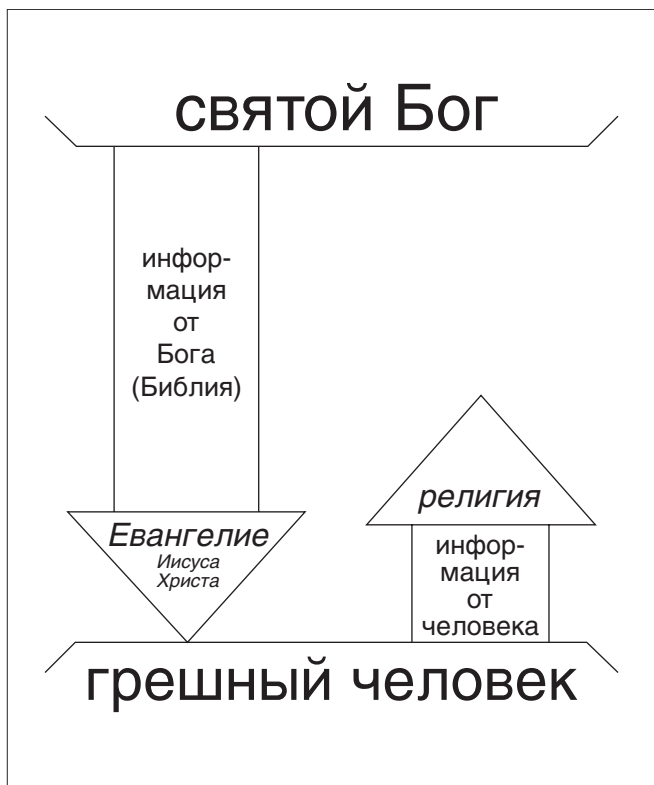 святой Бог
инфор-
мация
от
Бога
(Библия)
Евангелие
Иисуса
Христа
религия
инфор-
мация
от
человека
грешный человек